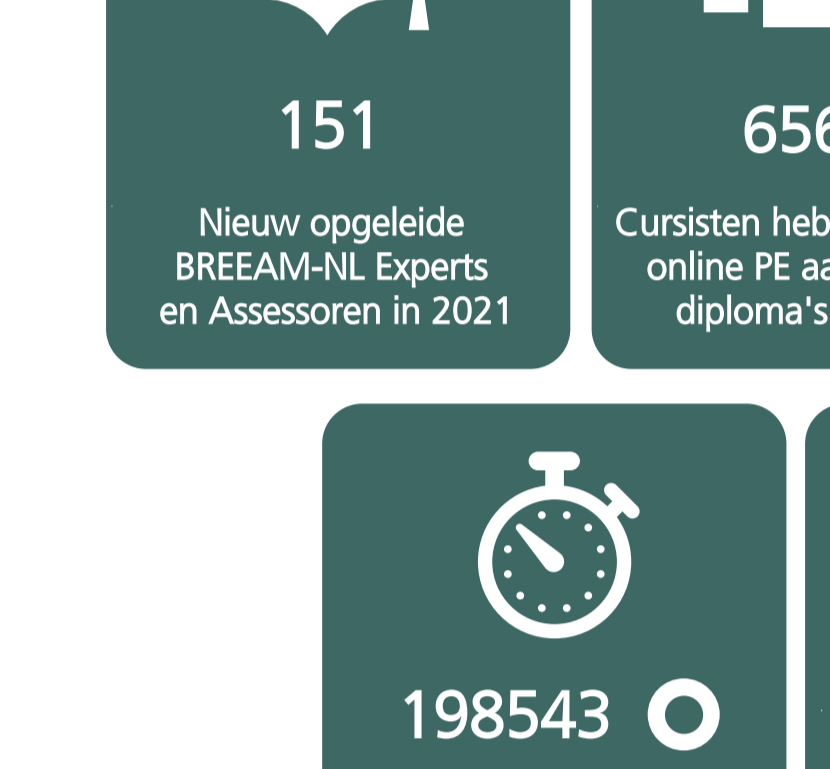 151
Nieuw opgeleide
BREEAM-NL Experts
en Assessoren in 2021
656
Cursisten heb
online PE aa
diploma's
198543